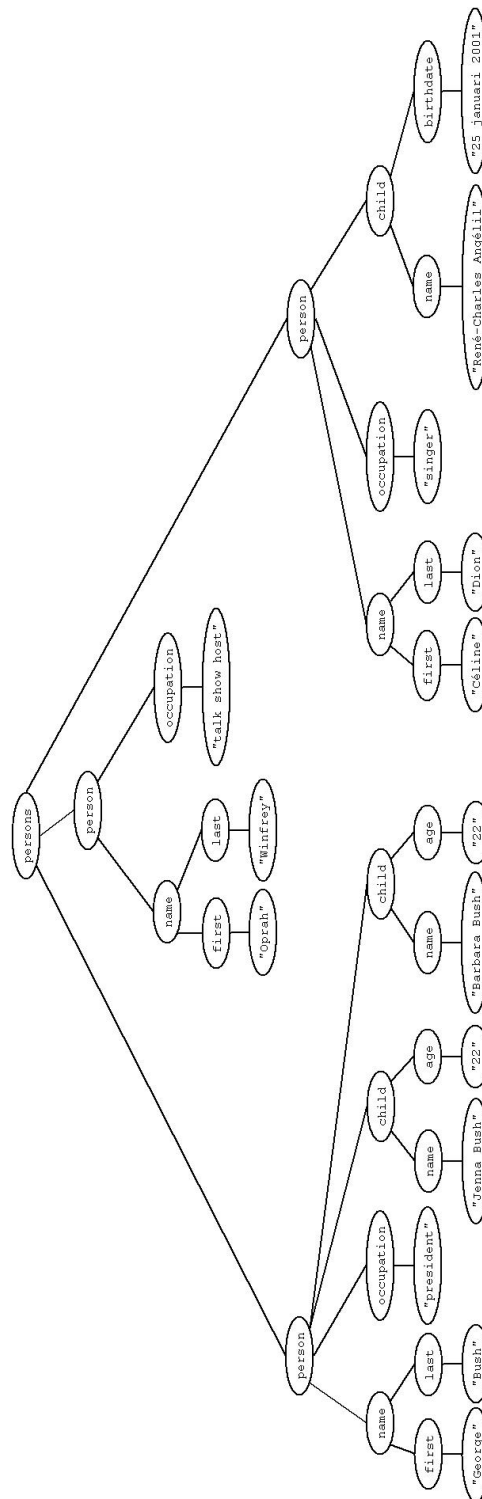 persons
person
person
person
name
occupation
first
last
"talk show host"
"Oprah"
"Winfrey"
name
occupation
child
child
name
occupation
child
first
last
"president"
name
age
name
age
first
last
"singer"
name
birthdate
"George"
"Bush"
"Jenna Bush"
"22"
"Barbara Bush"
"22"
"Céline"
"Dion"
"René-Charles Angélil"
"25 januari 2001"